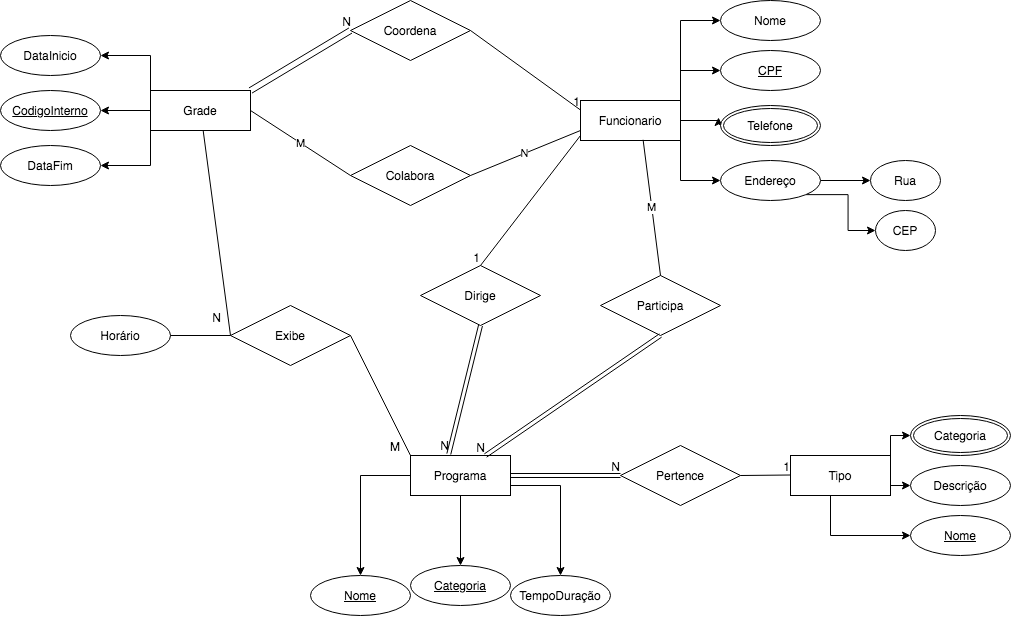 N
Coordena
Nome
DataInicio
CPF
CodigoInterno
Grade
1
Funcionario
Telefone
M
N
DataFim
Colabora
Endereço
Rua
M
CEP
1
Dirige
Participa
N
Horário
Exibe
M
N
N
Categoria
N
1
Programa
Pertence
Tipo
Descrição
Nome
Nome
Categoria
TempoDuração